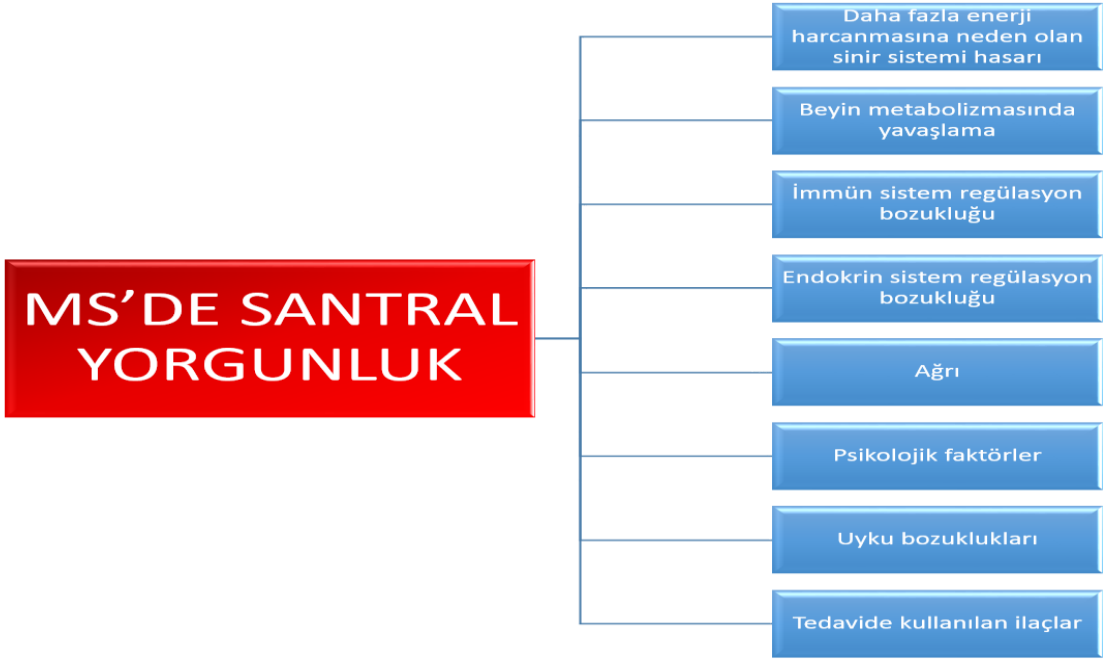 MS’DE SANTRAL
YORGUNLUK
Daha fazla enerji
harcanmasına neden olan
sinir sistemi hasarı
Beyin metabolizmasında
yavaşlama
İmmün sistem regülasyon
bozukluğu
Endokrin sistem regülasyon
bozukluğu
Ağrı
Psikolojik faktörler
Uyku bozuklukları
Tedavide kullanılan ilaçlar